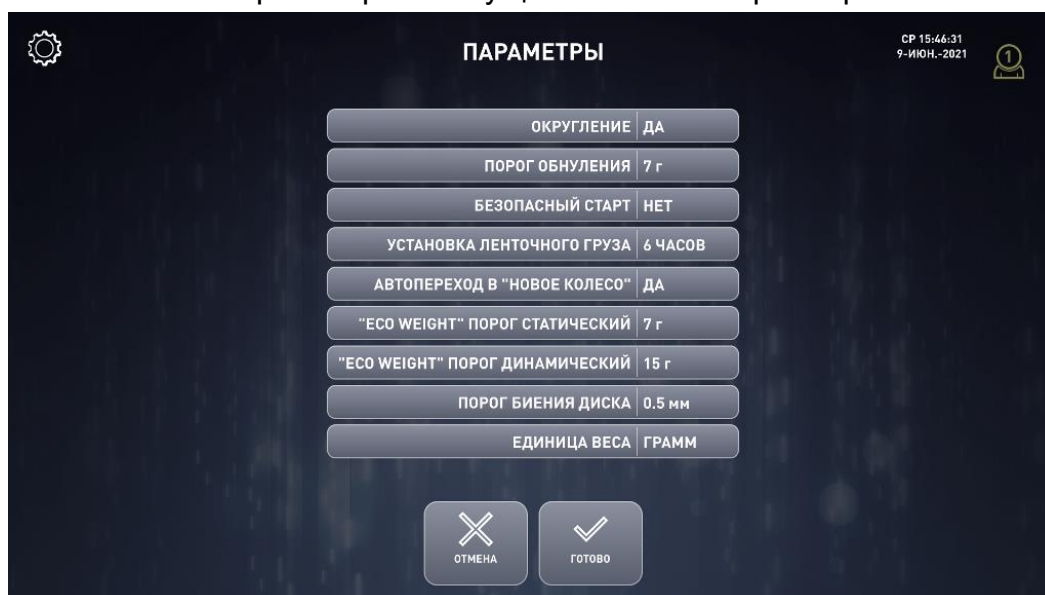 ПАРАМЕТРЫ
СР 15:46:31
9-ИЮН.-2021
1
ОКРУГЛЕНИЕ ДА
ПОРОГ ОБНУЛЕНИЯ 7 г
БЕЗОПАСНЫЙ СТАРТ НЕТ
УСТАНОВКА ЛЕНТОЧНОГО ГРУЗА 6 ЧАСОВ
АВТОПЕРЕХОД В "НОВОЕ КОЛЕСО" ДА
"ECO WEIGHT" ПОРОГ СТАТИЧЕСКИЙ 7 г
"ECO WEIGHT" ПОРОГ ДИНАМИЧЕСКИЙ 15 г
ПОРОГ БИЕНИЯ ДИСКА 0.5 мм
ЕДИНИЦА ВЕСА ГРАММ
ОТМЕНА
ГОТОВО